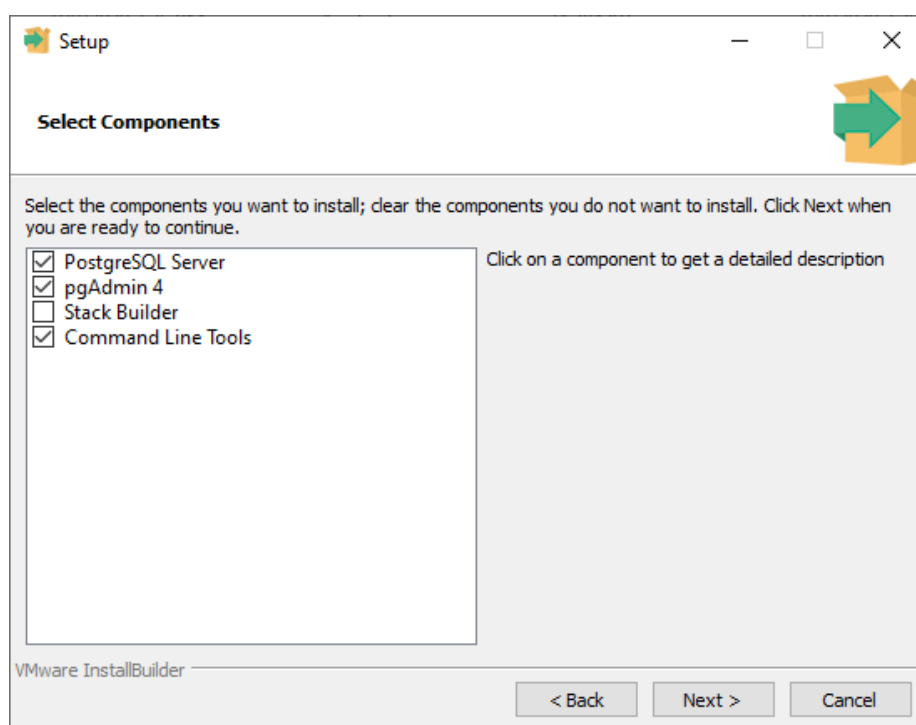 Setup
Select Components
Select the components you want to install; clear the components you do not want to install. Click Next when
you are ready to continue.
PostgreSQL Server
pgAdmin 4
Stack Builder
Command Line Tools
Click on a component to get a detailed description
VMware InstallBuilder
< Back
Next >
Cancel